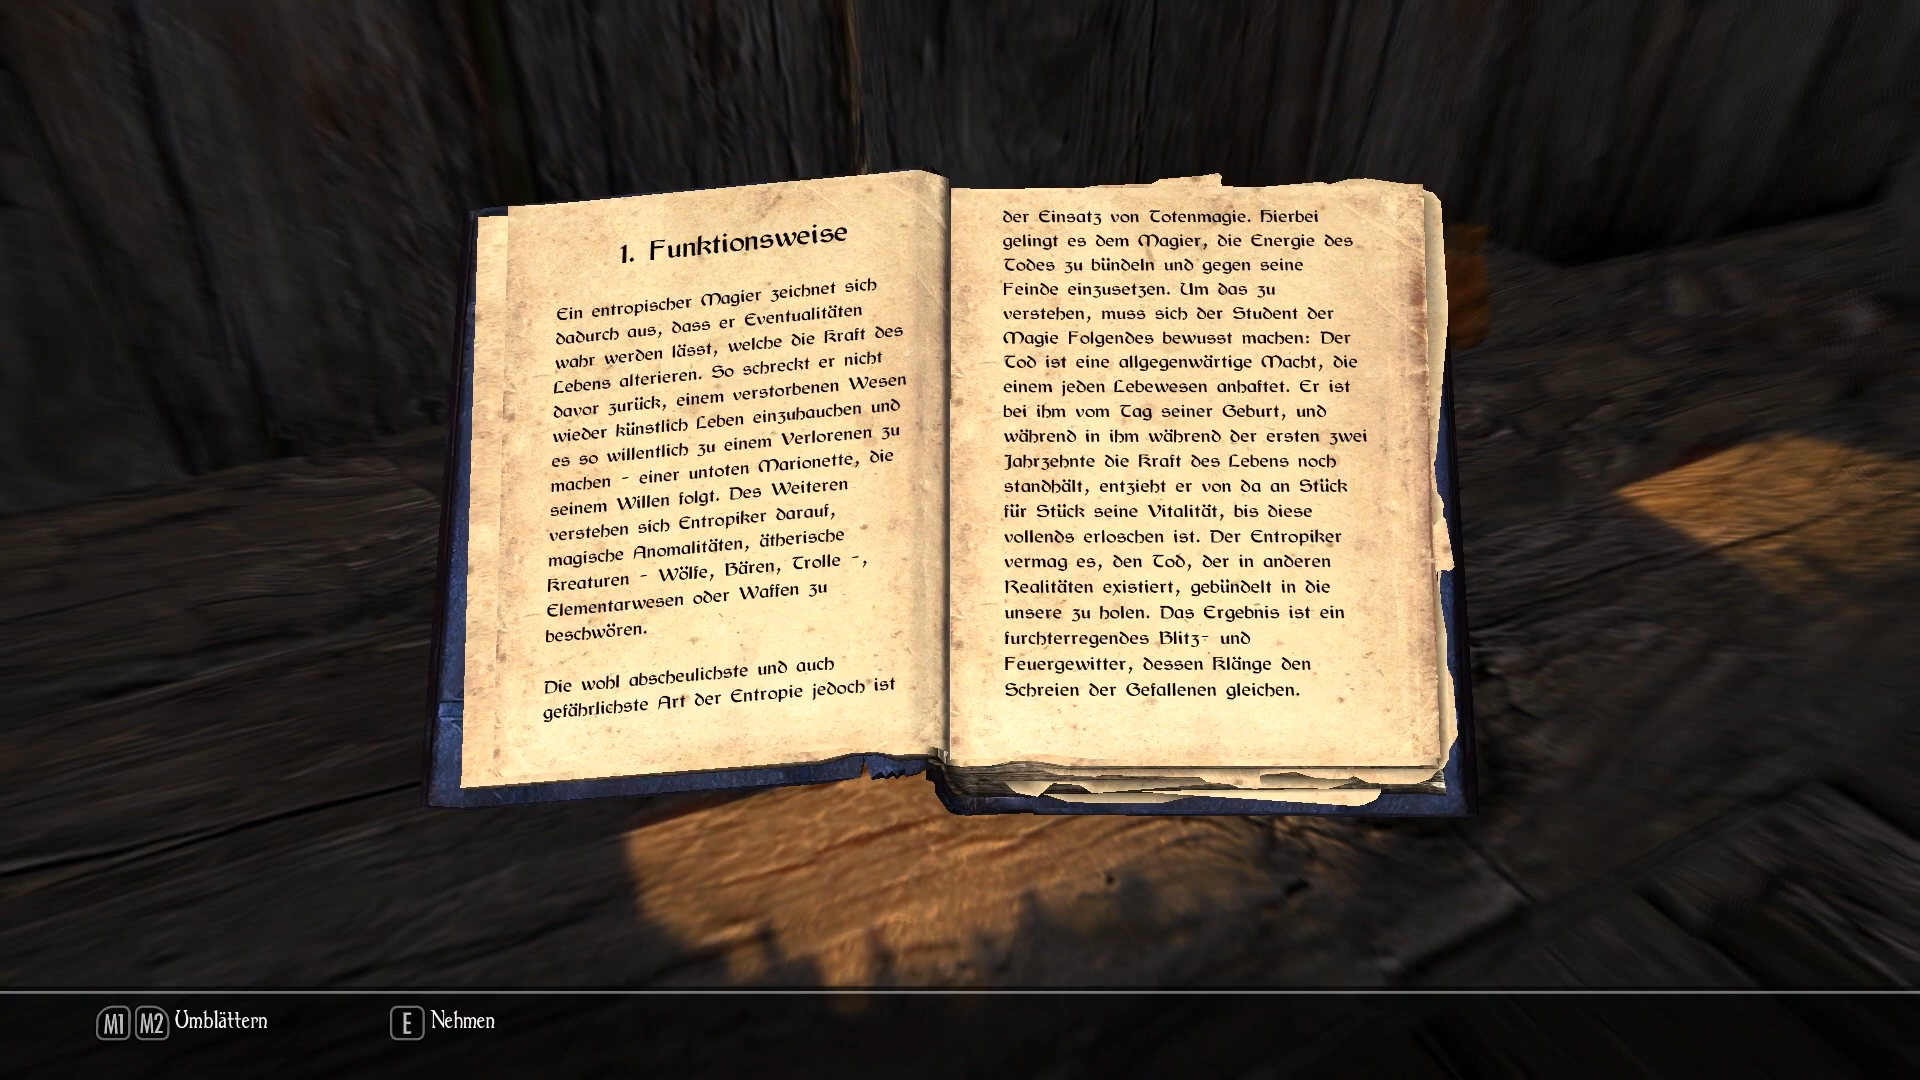 1. Funktionsweise
Ein entropischer Magier zeichnet sich
dadurch aus, dass er Eventualitäten
wahr werden lässt, welche die Kraft des
Lebens alterieren. So schreckt er nicht
davor zurück, einem verstorbenen Wesen
wieder künstlich Leben einzuhauchen und
es so willentlich zu einem Verlorenen zu
machen - einer untoten Marionette, die
seinem Willen folgt. Des Weiteren
verstehen sich Entropiker darauf,
magische Anomalitäten, ätherische
Kreaturen - Wölfe, Bären, Trolle -,
Elementarwesen oder Waffen zu
beschwören.
Die wohl abscheulichste und auch
gefährlichste Art der Entropie jedoch ist
der Einsatz von Totenmagie. Hierbei
gelingt es dem Magier, die Energie des
Todes zu bündeln und gegen seine
Feinde einzusetzen. Um das zu
verstehen, muss sich der Student der
Magie Folgendes bewusst machen: Der
Tod ist eine allgegenwärtige Macht, die
einem jeden Lebewesen anhaftet. Er ist
bei ihm vom Tag seiner Geburt, und
während in ihm während der ersten zwei
Jahrzehnte die Kraft des Lebens noch
standhält, entzieht er von da an Stück
für Stück seine Vitalität, bis diese
vollends erloschen ist. Der Entropiker
vermag es, den Tod, der in anderen
Realitäten existiert, gebündelt in die
unsere zu holen. Das Ergebnis ist ein
furchterregendes Blitz- und
Feuergewitter, dessen Klänge den
Schreien der Gefallenen gleichen.
M1 M2 Umblättern
E Nehmen